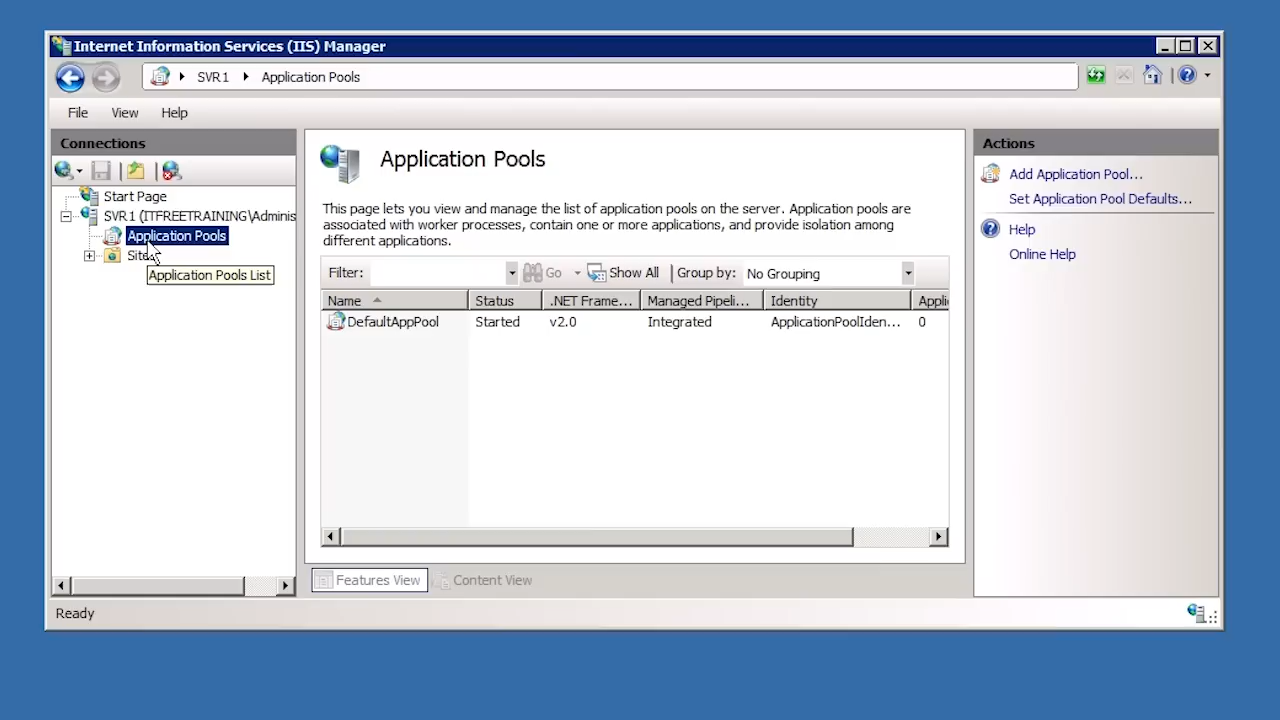 Internet Information Services (IIS) Manager
SVR1 Application Pools
File View Help
Connections
Start Page
SVR1 (ITFREETRAINING\Adminis
Application Pools
Application Pools List
Application Pools
This page lets you view and manage the list of application pools on the server. Application pools are
associated with worker processes, contain one or more applications, and provide isolation among
different applications.
Filter: Go Show All Group by: No Grouping
Name Status .NET Frame... Managed Pipeli... Identity Appli
DefaultAppPool Started v2.0 Integrated ApplicationPoolIden... 0
Features View Content View
Actions
Add Application Pool...
Set Application Pool Defaults...
Help
Online Help
Ready